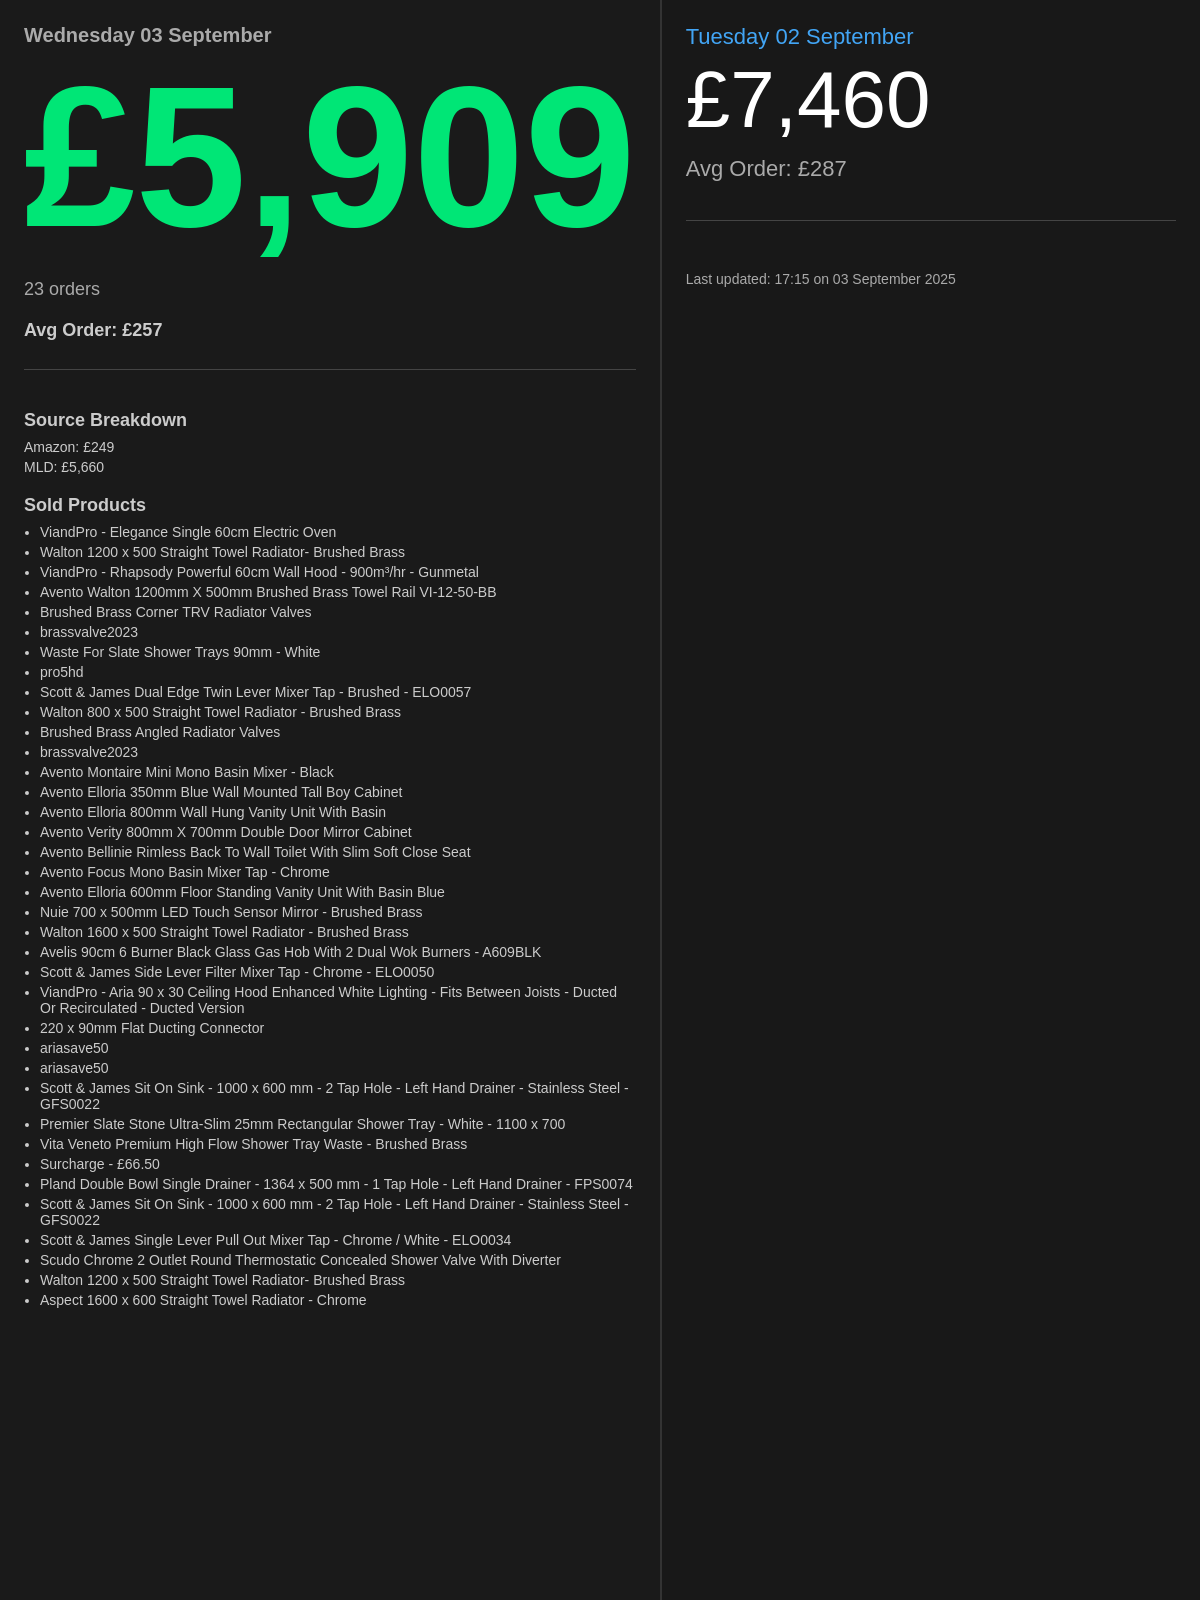 Wednesday 03 September
£5,909
23 orders
Avg Order: £257
Source Breakdown
Amazon: £249
MLD: £5,660
Sold Products
• ViandPro - Elegance Single 60cm Electric Oven
• Walton 1200 x 500 Straight Towel Radiator- Brushed Brass
• ViandPro - Rhapsody Powerful 60cm Wall Hood - 900m³/hr - Gunmetal
• Avento Walton 1200mm X 500mm Brushed Brass Towel Rail VI-12-50-BB
• Brushed Brass Corner TRV Radiator Valves
• brassvalve2023
• Waste For Slate Shower Trays 90mm - White
• pro5hd
• Scott & James Dual Edge Twin Lever Mixer Tap - Brushed - ELO0057
• Walton 800 x 500 Straight Towel Radiator - Brushed Brass
• Brushed Brass Angled Radiator Valves
• brassvalve2023
• Avento Montaire Mini Mono Basin Mixer - Black
• Avento Elloria 350mm Blue Wall Mounted Tall Boy Cabinet
• Avento Elloria 800mm Wall Hung Vanity Unit With Basin
• Avento Verity 800mm X 700mm Double Door Mirror Cabinet
• Avento Bellinie Rimless Back To Wall Toilet With Slim Soft Close Seat
• Avento Focus Mono Basin Mixer Tap - Chrome
• Avento Elloria 600mm Floor Standing Vanity Unit With Basin Blue
• Nuie 700 x 500mm LED Touch Sensor Mirror - Brushed Brass
• Walton 1600 x 500 Straight Towel Radiator - Brushed Brass
• Avelis 90cm 6 Burner Black Glass Gas Hob With 2 Dual Wok Burners - A609BLK
• Scott & James Side Lever Filter Mixer Tap - Chrome - ELO0050
• ViandPro - Aria 90 x 30 Ceiling Hood Enhanced White Lighting - Fits Between Joists - Ducted
Or Recirculated - Ducted Version
• 220 x 90mm Flat Ducting Connector
• ariasave50
• ariasave50
• Scott & James Sit On Sink - 1000 x 600 mm - 2 Tap Hole - Left Hand Drainer - Stainless Steel -
GFS0022
• Premier Slate Stone Ultra-Slim 25mm Rectangular Shower Tray - White - 1100 x 700
• Vita Veneto Premium High Flow Shower Tray Waste - Brushed Brass
• Surcharge - £66.50
• Pland Double Bowl Single Drainer - 1364 x 500 mm - 1 Tap Hole - Left Hand Drainer - FPS0074
• Scott & James Sit On Sink - 1000 x 600 mm - 2 Tap Hole - Left Hand Drainer - Stainless Steel -
GFS0022
• Scott & James Single Lever Pull Out Mixer Tap - Chrome / White - ELO0034
• Scudo Chrome 2 Outlet Round Thermostatic Concealed Shower Valve With Diverter
• Walton 1200 x 500 Straight Towel Radiator- Brushed Brass
• Aspect 1600 x 600 Straight Towel Radiator - Chrome
Tuesday 02 September
£7,460
Avg Order: £287
Last updated: 17:15 on 03 September 2025